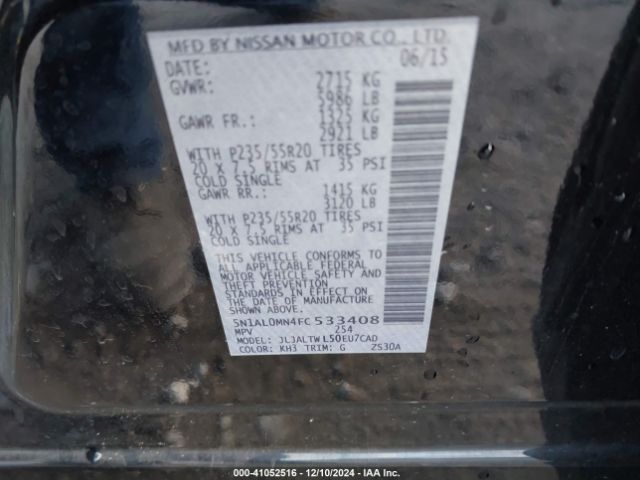 MFD BY NISSAN MOTOR CO., LTD.
DATE: 06/15
GVWR: 2715 KG
5986 LB
GAWR FR.: 1325 KG
2921 LB
WITH P235/55R20 TIRES
20 X 7.5 RIMS AT 35 PSI
COLD SINGLE
GAWR RR.: 1415 KG
3120 LB
WITH P235/55R20 TIRES
20 X 7.5 RIMS AT 35 PSI
COLD SINGLE
THIS VEHICLE CONFORMS TO
ALL APPLICABLE FEDERAL
MOTOR VEHICLE SAFETY AND
THEFT PREVENTION
STANDARDS IN EFFECT ON
THE DATE OF MANUFACTURE
SHOWN ABOVE.
5N1AL0MN4FC533408
MPV 254
MODEL: JLJALTWL50EU7CAD
COLOR: KH3 TRIM: G ZS30A
000-41052516 - 12/10/2024 - IAA Inc.